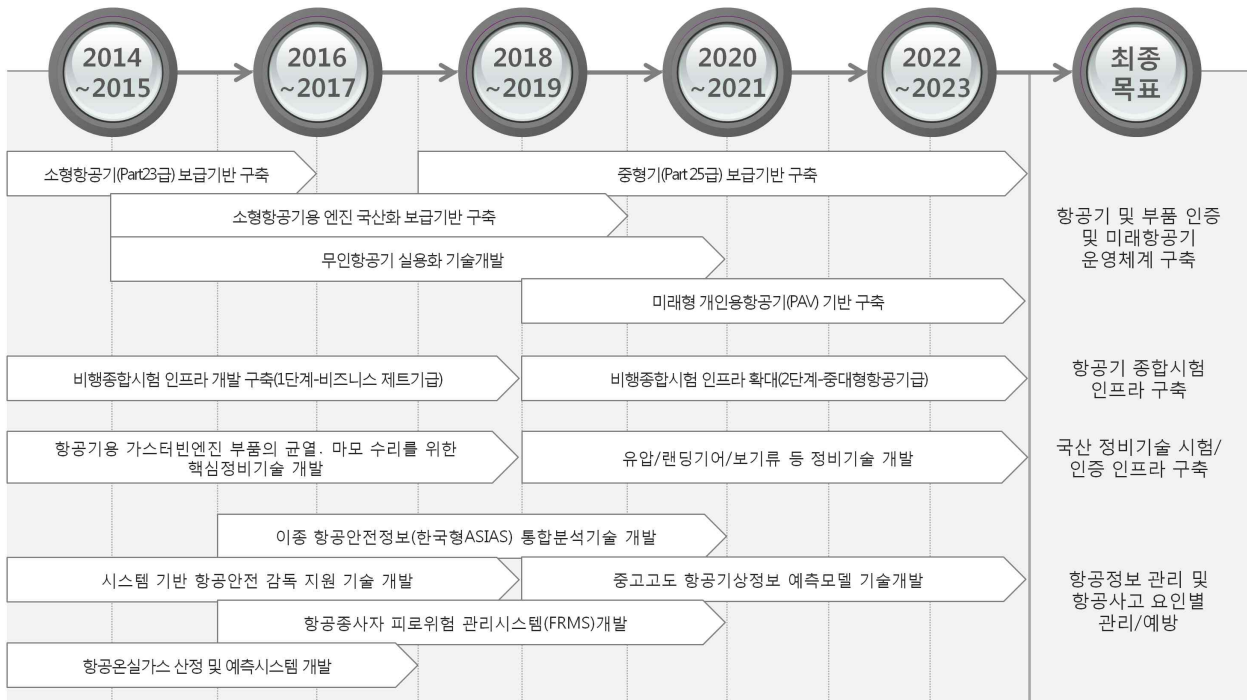 2014
~2015
2016
~2017
2018
~2019
2020
~2021
2022
~2023
최종
목표
소형항공기(Part23급) 보급기반 구축
중형기(Part 25급) 보급기반 구축
소형항공기용 엔진 국산화 보급기반 구축
무인항공기 실용화 기술개발
미래형 개인용항공기(PAV) 기반 구축
항공기 및 부품 인증
및 미래항공기
운영체계 구축
비행종합시험 인프라 개발 구축(1단계-비즈니스 제트기급)
비행종합시험 인프라 확대(2단계-중대형항공기급)
항공기 종합시험
인프라 구축
항공기용 가스터빈엔진 부품의 균열. 마모 수리를 위한
핵심정비기술 개발
유압/랜딩기어/보기류 등 정비기술 개발
국산 정비기술 시험/
인증 인프라 구축
이종 항공안전정보(한국형ASIAS) 통합분석기술 개발
시스템 기반 항공안전 감독 지원 기술 개발
중고고도 항공기상정보 예측모델 기술개발
항공종사자 피로위험 관리시스템(FRMS)개발
항공온실가스 산정 및 예측시스템 개발
항공정보 관리 및
항공사고 요인별
관리/예방